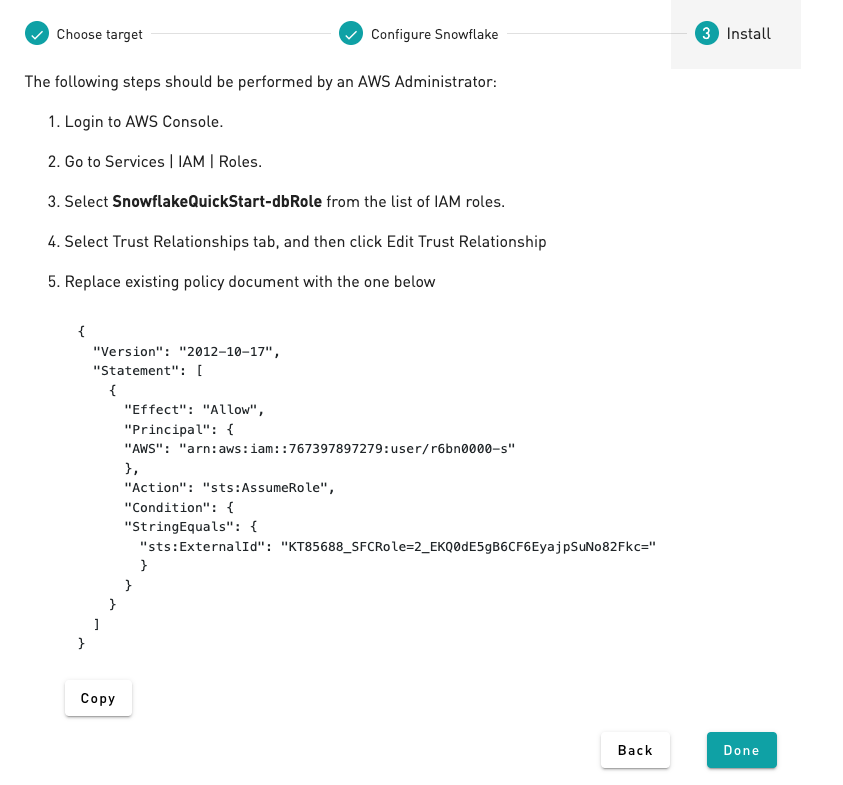 Choose target
Configure Snowflake
3 Install
The following steps should be performed by an AWS Administrator:
1. Login to AWS Console.
2. Go to Services | IAM | Roles.
3. Select SnowflakeQuickStart-dbRole from the list of IAM roles.
4. Select Trust Relationships tab, and then click Edit Trust Relationship
5. Replace existing policy document with the one below
{
"Version": "2012-10-17",
"Statement": [
{
"Effect": "Allow",
"Principal": {
"AWS": "arn:aws:iam::767397897279:user/r6bn0000-s"
},
"Action": "sts:AssumeRole",
"Condition": {
"StringEquals": {
"sts:ExternalId": "KT85688_SFCRole=2_EKQ0dE5gB6CF6EyajpSuNo82Fkc="
}
}
}
]
}
Copy
Back
Done